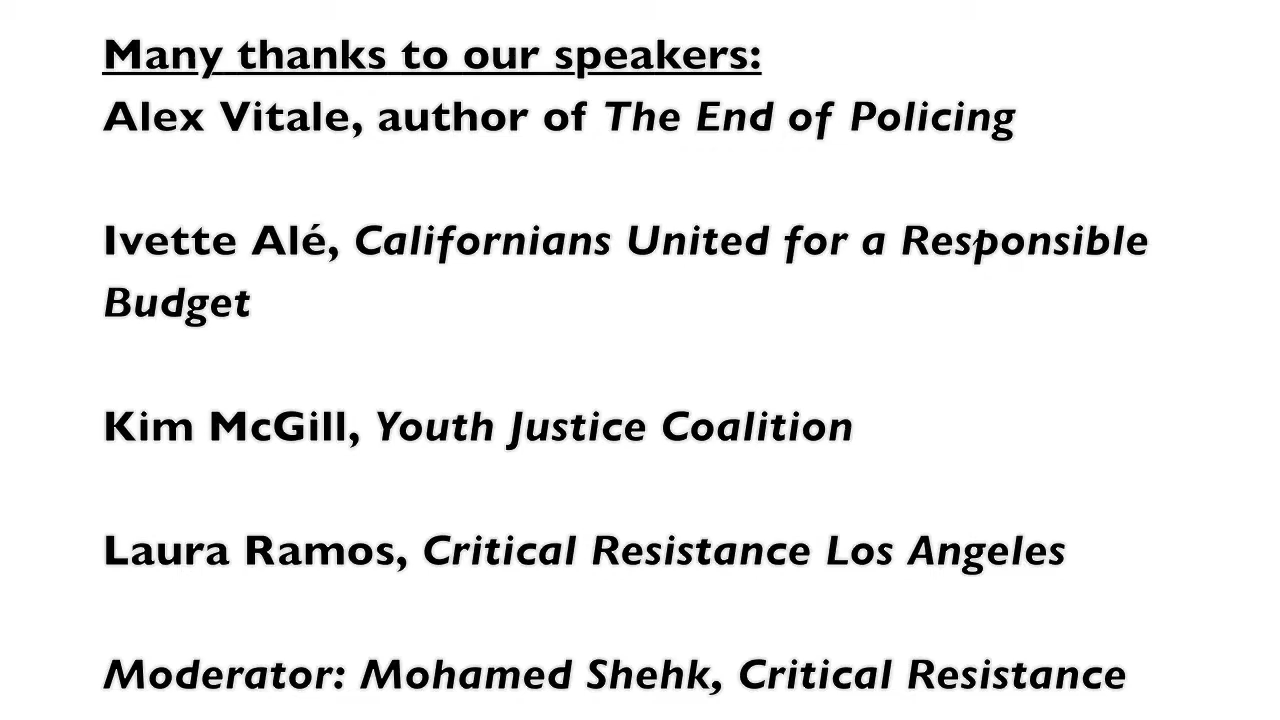 Many thanks to our speakers:
Alex Vitale, author of The End of Policing
Ivette Alé, Californians United for a Responsible
Budget
Kim McGill, Youth Justice Coalition
Laura Ramos, Critical Resistance Los Angeles
Moderator: Mohamed Shehk, Critical Resistance